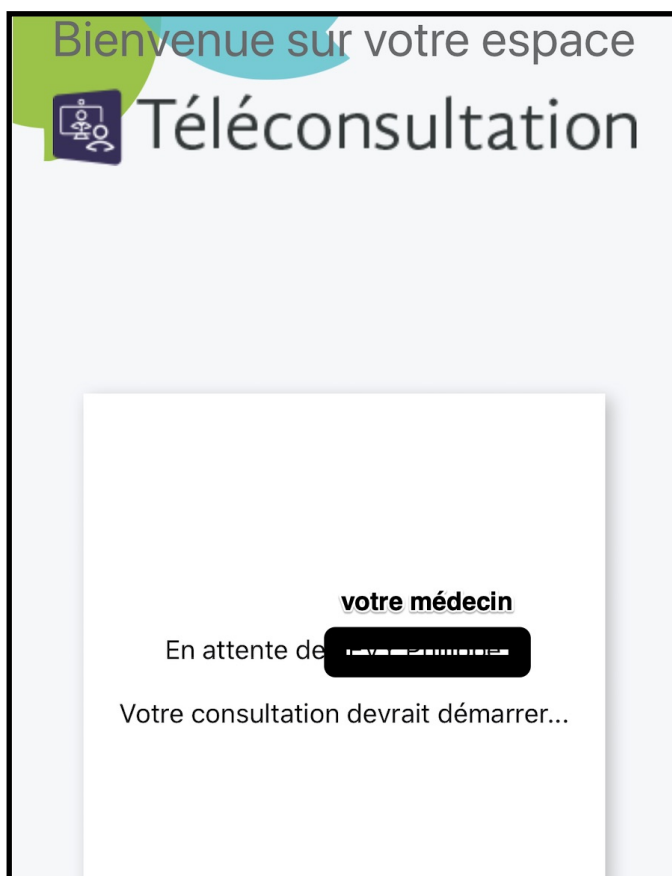 Bienvenue sur votre espace
Téléconsultation
votre médecin
En attente de
Votre consultation devrait démarrer...